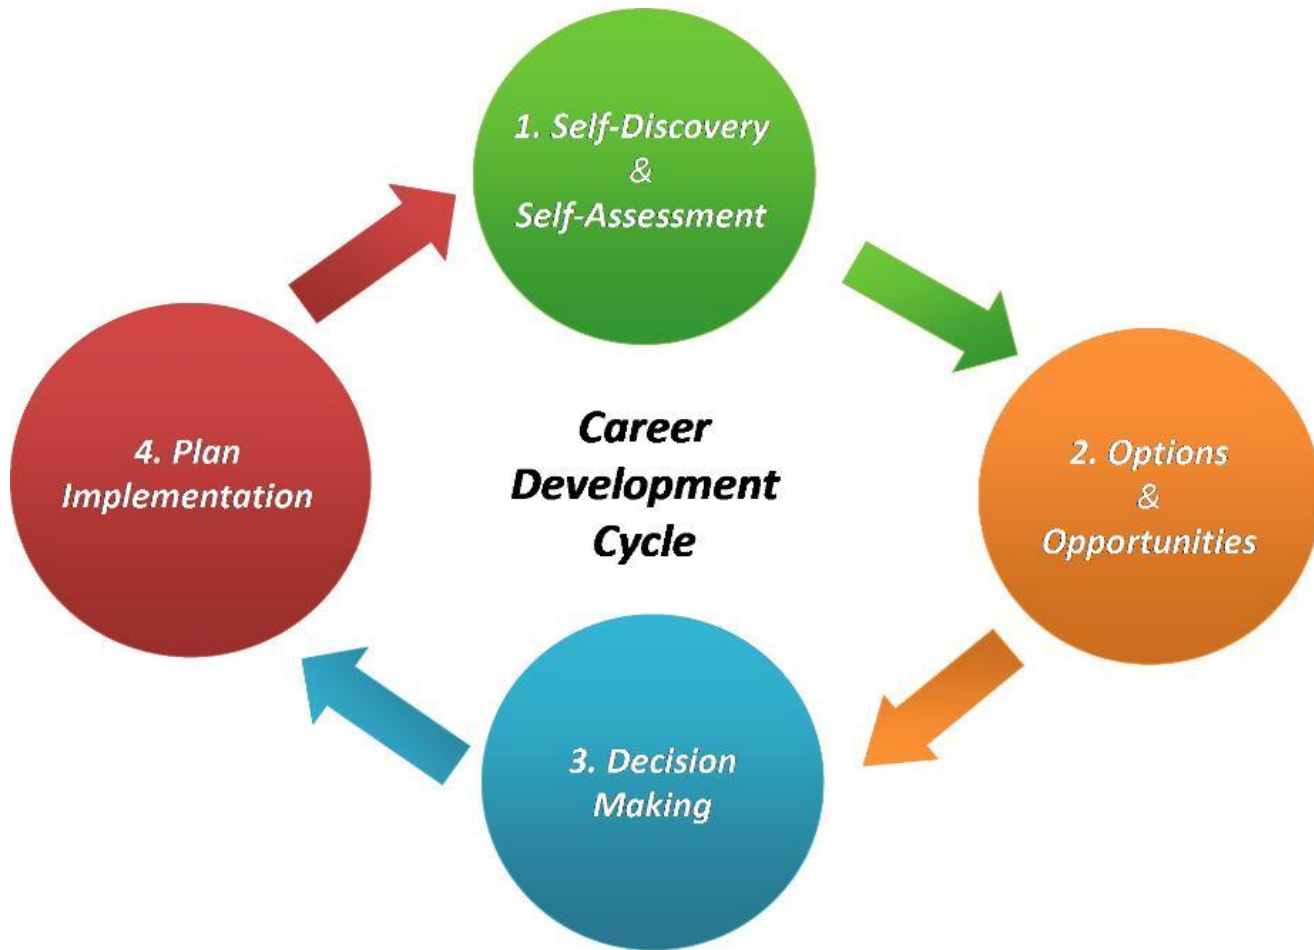 1. Self-Discovery
&
Self-Assessment
2. Options
&
Opportunities
3. Decision
Making
4. Plan
Implementation
Career
Development
Cycle